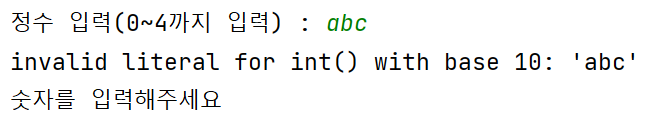 정수 입력(0~4까지 입력) : abc
invalid literal for int() with base 10: 'abc'
숫자를 입력해주세요